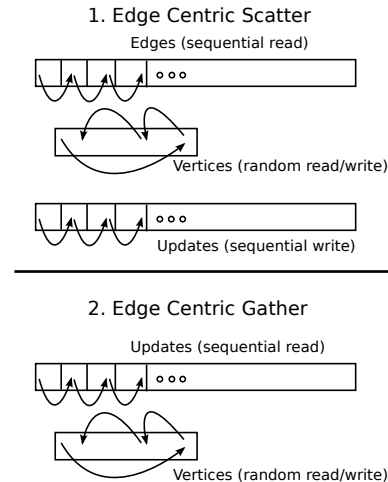 1. Edge Centric Scatter
Edges (sequential read)
Vertices (random read/write)
Updates (sequential write)
2. Edge Centric Gather
Updates (sequential read)
Vertices (random read/write)